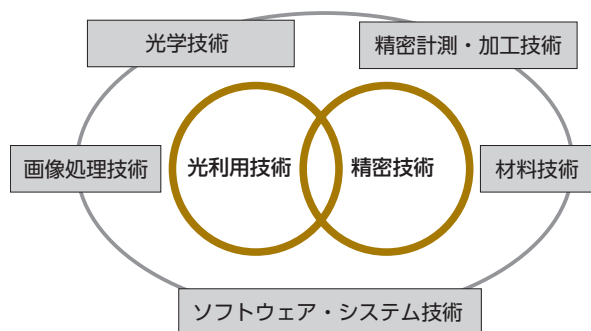 光学技術
精密計測・加工技術
画像処理技術
光利用技術
精密技術
材料技術
ソフトウェア・システム技術